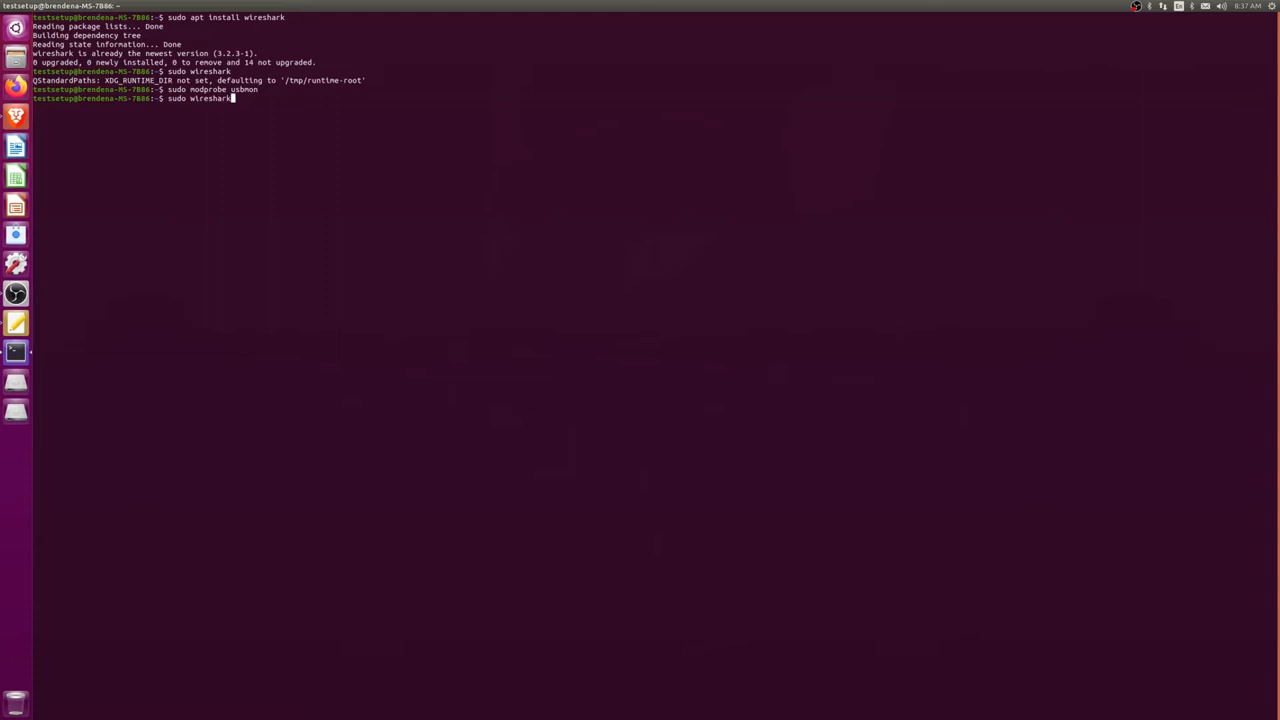 testsetup@brendena-MS-7B86: ~
En
8:37 AM
testsetup@brendena-MS-7B86:~$ sudo apt install wireshark
Reading package lists... Done
Building dependency tree
Reading state information... Done
wireshark is already the newest version (3.2.3-1).
0 upgraded, 0 newly installed, 0 to remove and 14 not upgraded.
testsetup@brendena-MS-7B86:~$ sudo wireshark
QStandardPaths: XDG_RUNTIME_DIR not set, defaulting to '/tmp/runtime-root'
testsetup@brendena-MS-7B86:~$ sudo modprobe usbmon
testsetup@brendena-MS-7B86:~$ sudo wireshark